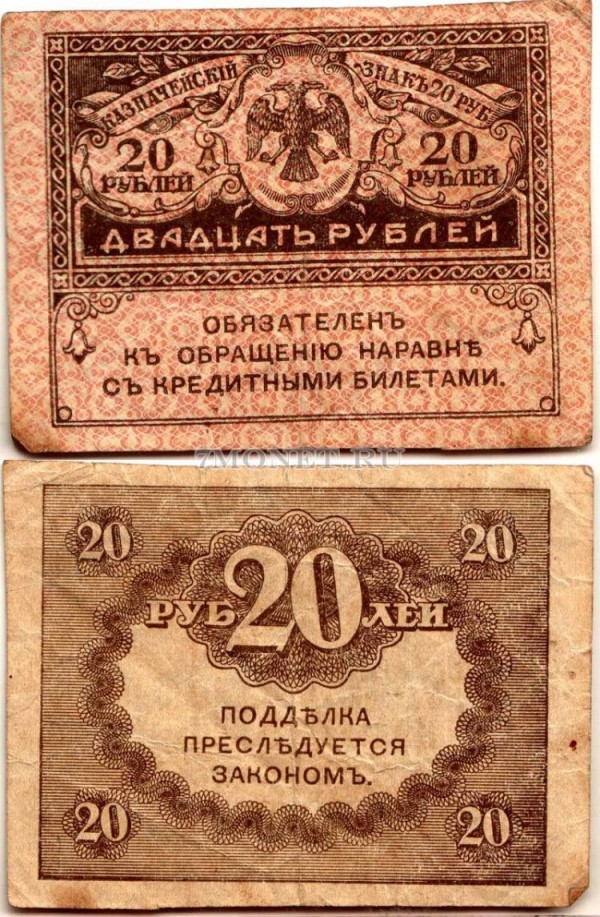 КАЗНАЧЕЙСКІЙ ЗНАКЪ 20 РУБ.
20 РУБЛЕЙ
20 РУБЛЕЙ
ДВАДЦАТЬ РУБЛЕЙ
ОБЯЗАТЕЛЕНЪ
КЪ ОБРАЩЕНІЮ НАРАВНѢ
СЪ КРЕДИТНЫМИ БИЛЕТАМИ.
7MONET.RU
20 20
РУБ 20 ЛЕЙ
ПОДДѢЛКА
ПРЕСЛѢДУЕТСЯ
ЗАКОНОМЪ.
20 20